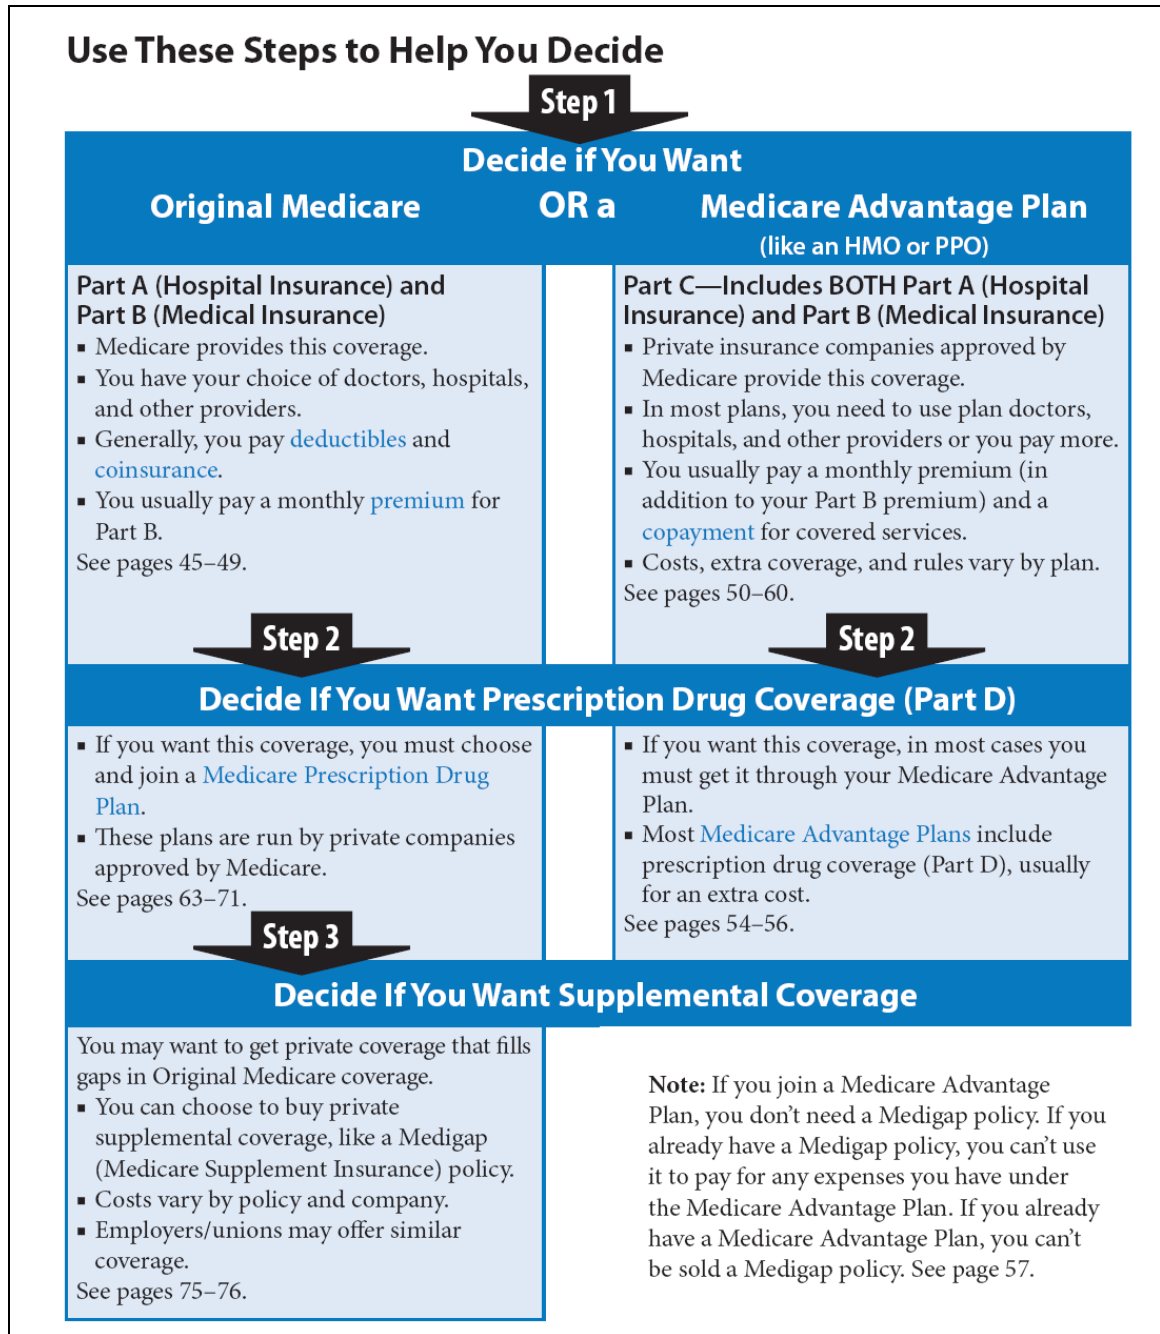 Use These Steps to Help You Decide
Step 1
Decide if You Want
Original Medicare OR a Medicare Advantage Plan
(like an HMO or PPO)
Part A (Hospital Insurance) and
Part B (Medical Insurance)
▪ Medicare provides this coverage.
▪ You have your choice of doctors, hospitals,
and other providers.
▪ Generally, you pay deductibles and
coinsurance.
▪ You usually pay a monthly premium for
Part B.
See pages 45–49.
Part C—Includes BOTH Part A (Hospital
Insurance) and Part B (Medical Insurance)
▪ Private insurance companies approved by
Medicare provide this coverage.
▪ In most plans, you need to use plan doctors,
hospitals, and other providers or you pay more.
▪ You usually pay a monthly premium (in
addition to your Part B premium) and a
copayment for covered services.
▪ Costs, extra coverage, and rules vary by plan.
See pages 50–60.
Step 2
Step 2
Decide If You Want Prescription Drug Coverage (Part D)
▪ If you want this coverage, you must choose
and join a Medicare Prescription Drug
Plan.
▪ These plans are run by private companies
approved by Medicare.
See pages 63–71.
▪ If you want this coverage, in most cases you
must get it through your Medicare Advantage
Plan.
▪ Most Medicare Advantage Plans include
prescription drug coverage (Part D), usually
for an extra cost.
See pages 54–56.
Step 3
Decide If You Want Supplemental Coverage
You may want to get private coverage that fills
gaps in Original Medicare coverage.
▪ You can choose to buy private
supplemental coverage, like a Medigap
(Medicare Supplement Insurance) policy.
▪ Costs vary by policy and company.
▪ Employers/unions may offer similar
coverage.
See pages 75–76.
Note: If you join a Medicare Advantage
Plan, you don’t need a Medigap policy. If you
already have a Medigap policy, you can’t use
it to pay for any expenses you have under
the Medicare Advantage Plan. If you already
have a Medicare Advantage Plan, you can’t
be sold a Medigap policy. See page 57.